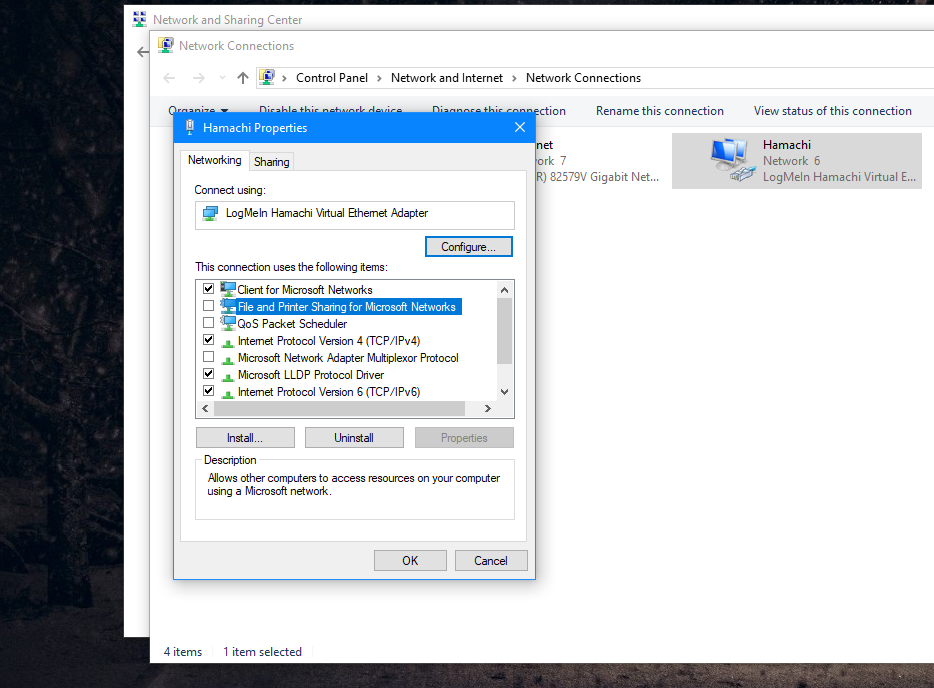 Network and Sharing Center
Network Connections
Control Panel > Network and Internet > Network Connections
Organize
Disable this network device
Diagnose this connection
Rename this connection
View status of this connection
Hamachi Properties
net
Hamachi
ork 7
Network 6
R) 82579V Gigabit Net...
LogMeIn Hamachi Virtual E...
Networking
Sharing
Connect using:
LogMeIn Hamachi Virtual Ethernet Adapter
Configure...
This connection uses the following items:
Client for Microsoft Networks
File and Printer Sharing for Microsoft Networks
QoS Packet Scheduler
Internet Protocol Version 4 (TCP/IPv4)
Microsoft Network Adapter Multiplexor Protocol
Microsoft LLDP Protocol Driver
Internet Protocol Version 6 (TCP/IPv6)
Install...
Uninstall
Properties
Description
Allows other computers to access resources on your computer
using a Microsoft network.
OK
Cancel
4 items
1 item selected